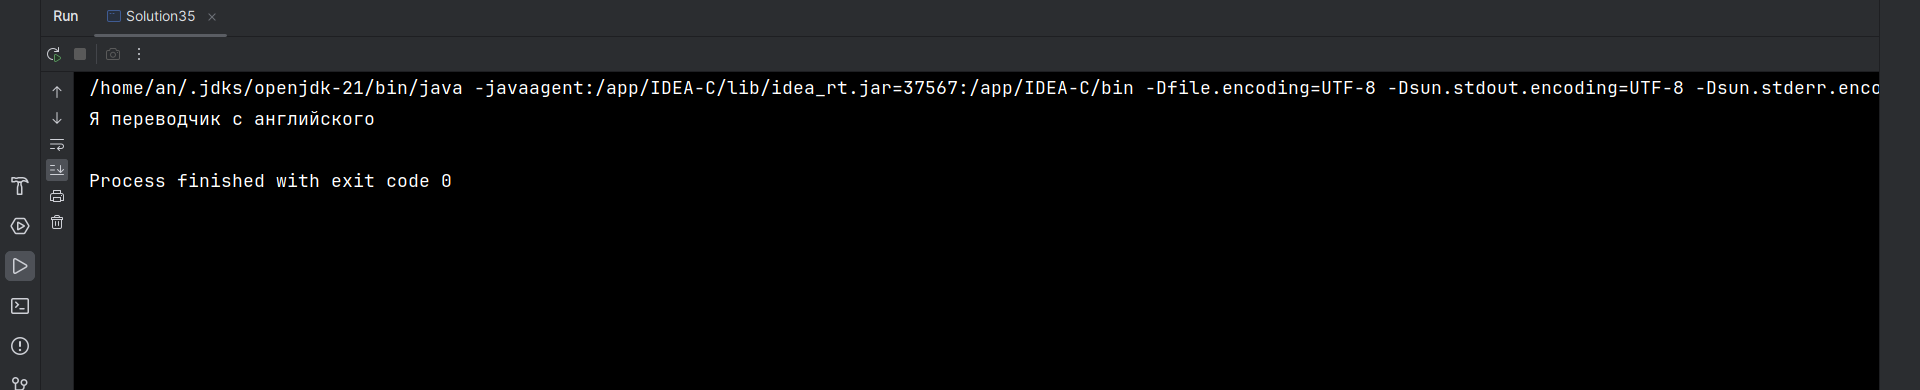 Run Solution35
/home/an/.jdks/openjdk-21/bin/java -javaagent:/app/IDEA-C/lib/idea_rt.jar=37567:/app/IDEA-C/bin -Dfile.encoding=UTF-8 -Dsun.stdout.encoding=UTF-8 -Dsun.stderr.enco
Я переводчик с английского
Process finished with exit code 0